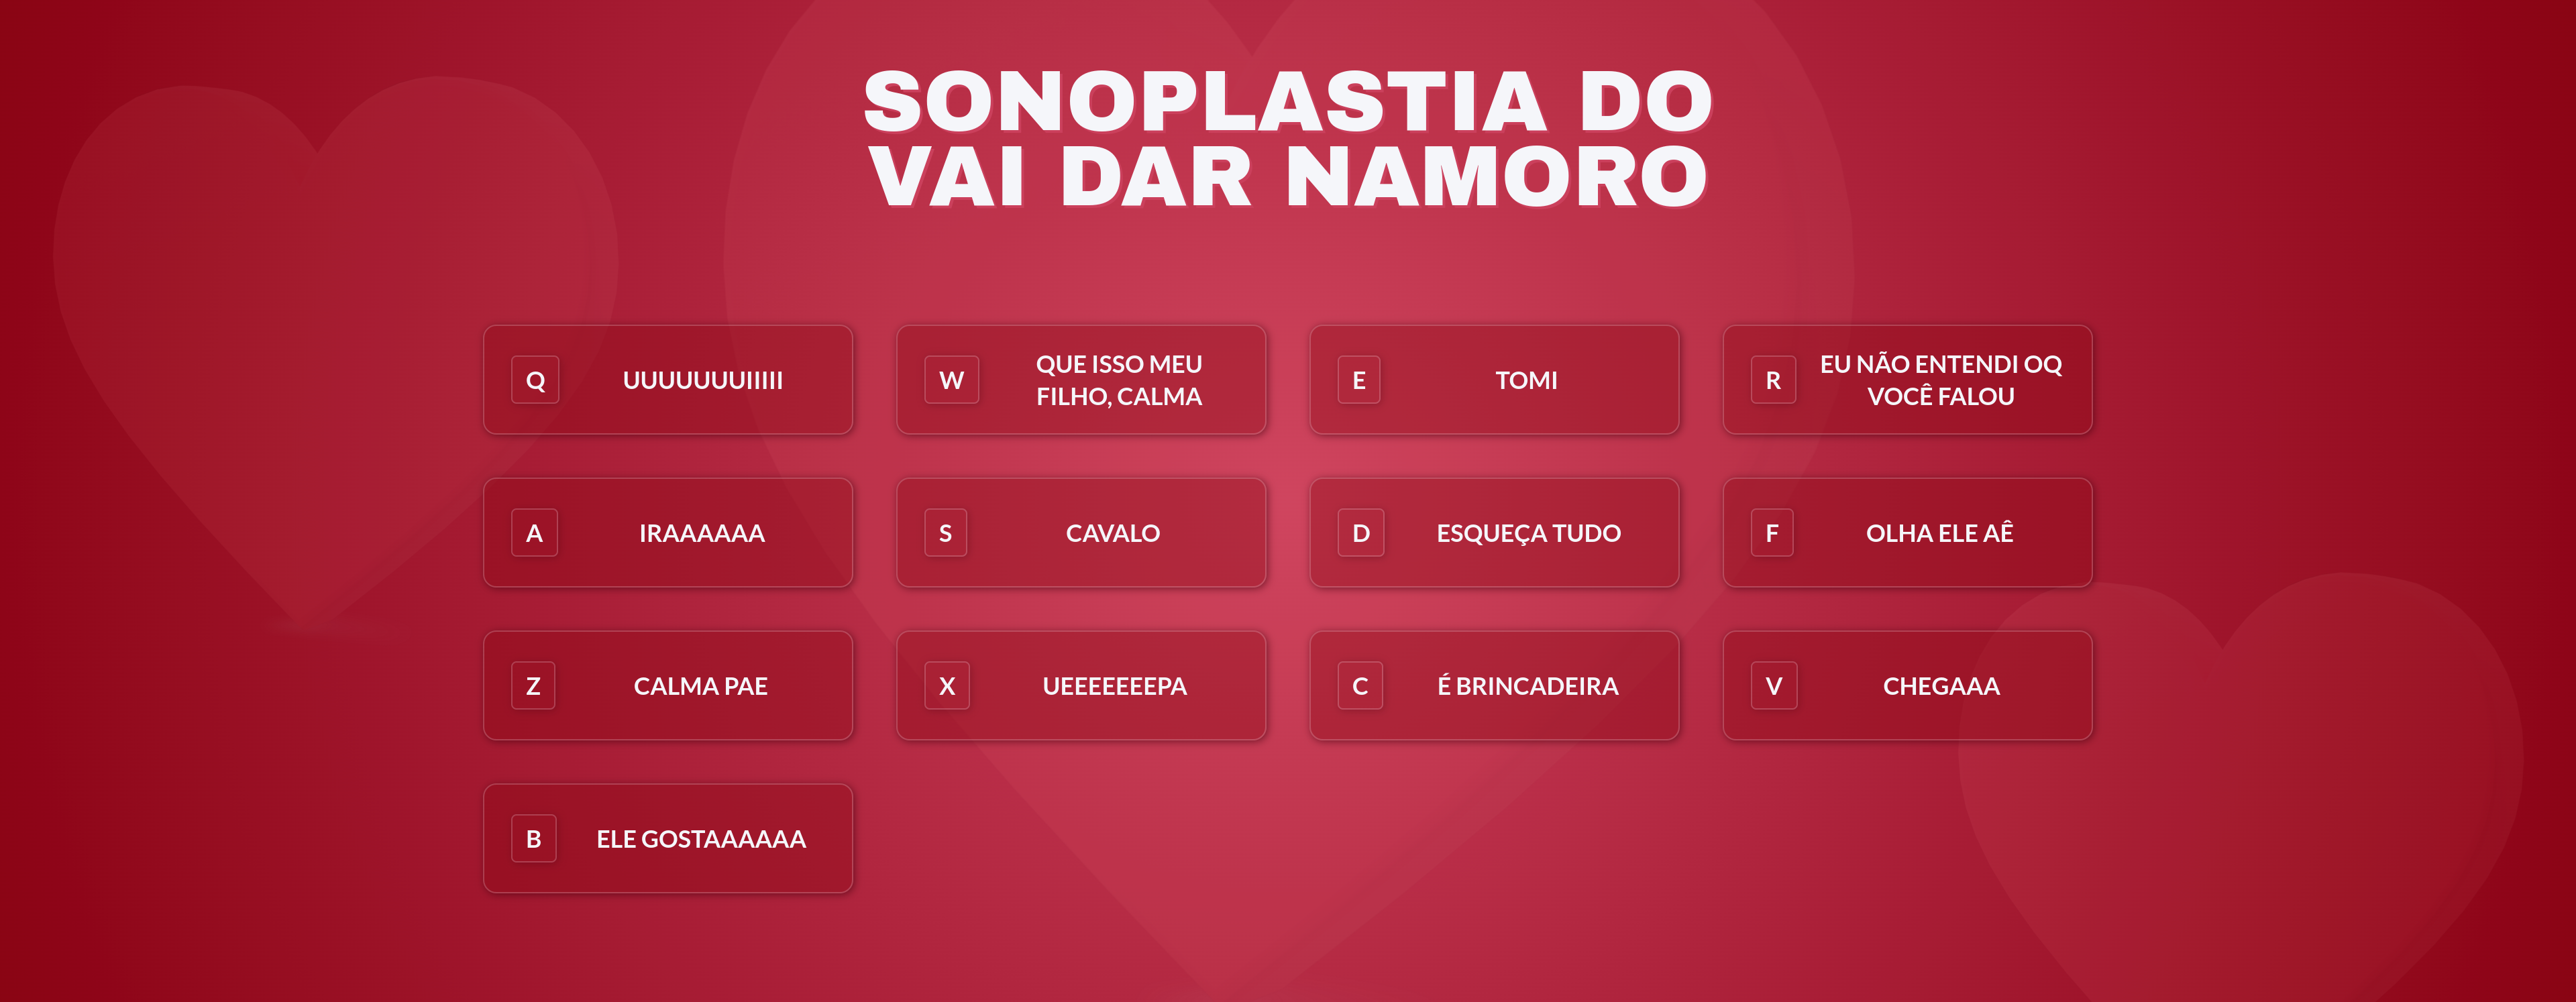 SONOPLASTIA DO
VAI DAR NAMORO
Q UUUUUUUIIIII
W QUE ISSO MEU
FILHO, CALMA
E TOMI
R EU NÃO ENTENDI OQ
VOCÊ FALOU
A IRAAAAAA
S CAVALO
D ESQUEÇA TUDO
F OLHA ELE AÊ
Z CALMA PAE
X UEEEEEEEPA
C É BRINCADEIRA
V CHEGAAA
B ELE GOSTAAAAAA